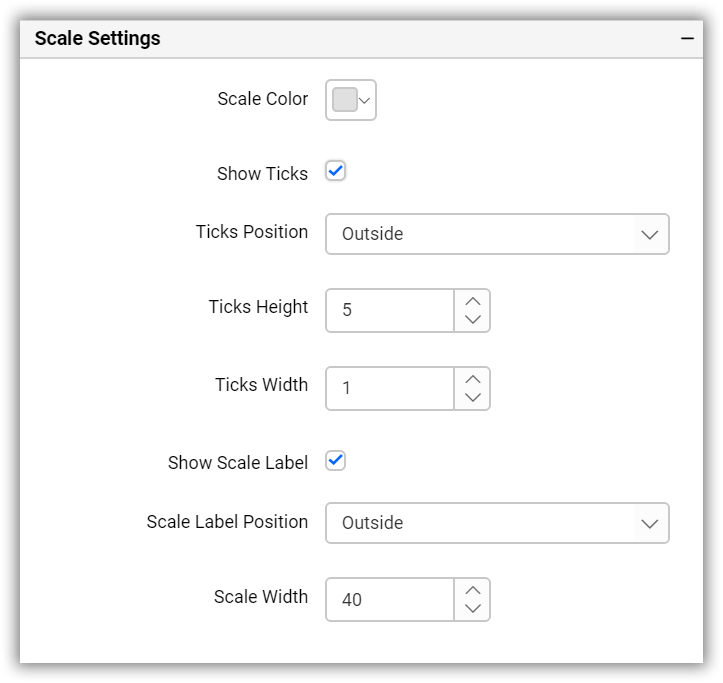 Scale Settings
Scale Color
Show Ticks
Ticks Position Outside
Ticks Height 5
Ticks Width 1
Show Scale Label
Scale Label Position Outside
Scale Width 40